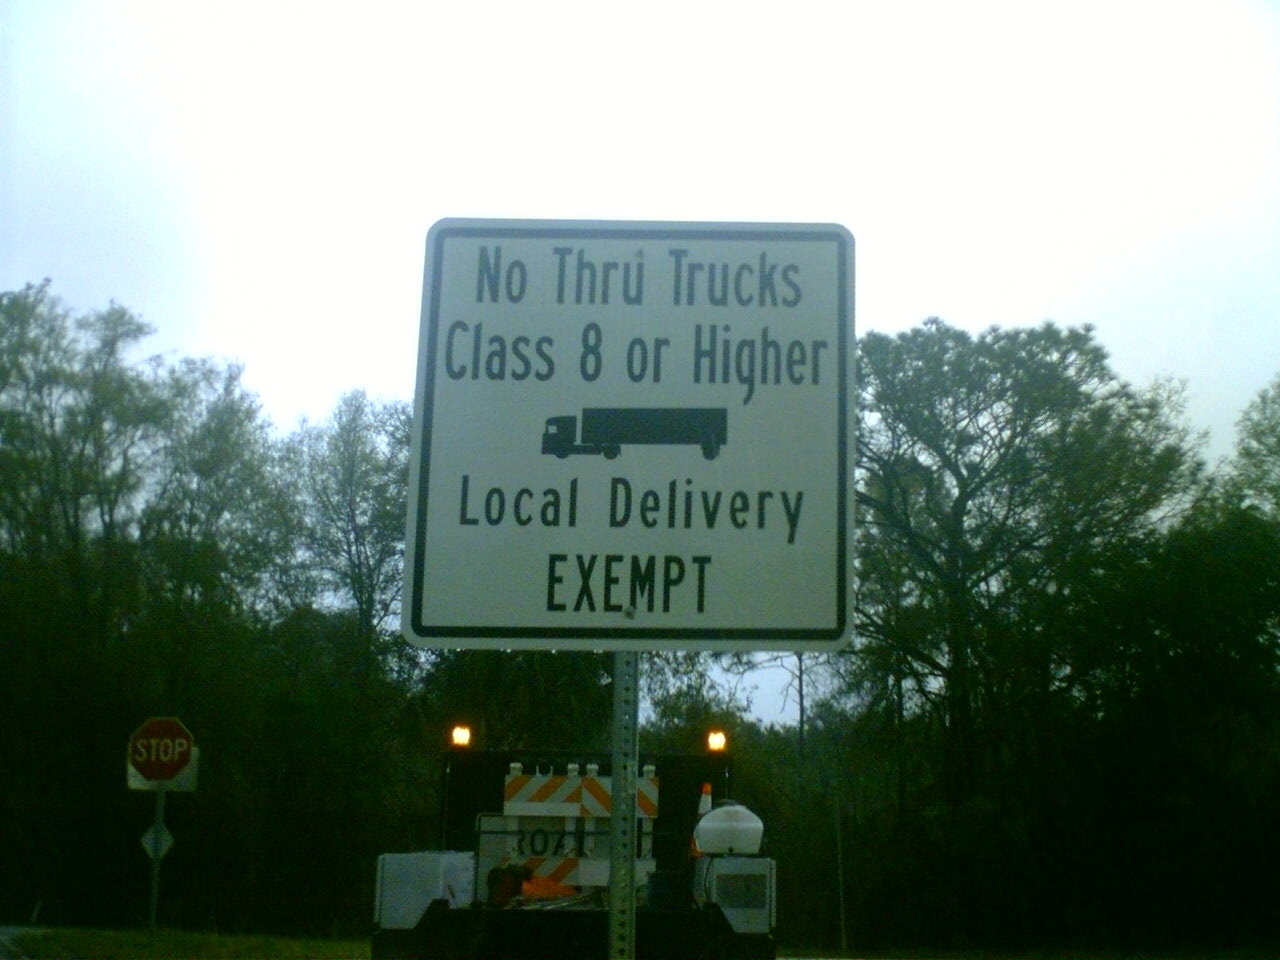 No Thru Trucks
Class 8 or Higher
Local Delivery
EXEMPT
STOP